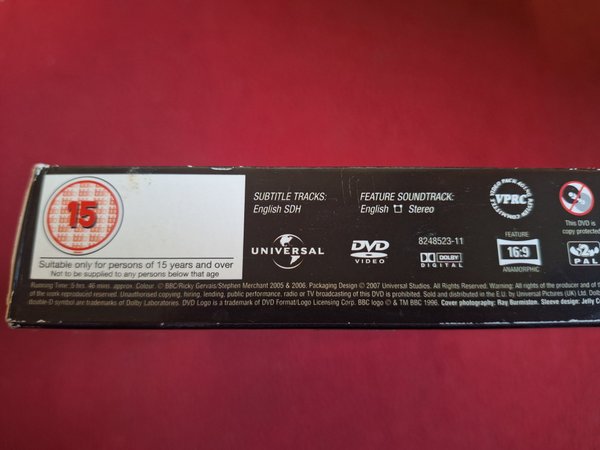 15
Suitable only for persons of 15 years and over
Not to be supplied to any persons below that age
SUBTITLE TRACKS:
English SDH
FEATURE SOUNDTRACK:
English Stereo
UNIVERSAL
DVD
VIDEO
8248523-11
DOLBY
DIGITAL
VPRC
FEATURE
16:9
ANAMORPHIC
This DVD is
copy protected
2
PAL
Running Time: 5 hrs. 46 mins. approx. Colour. © BBC/Ricky Gervais/Stephen Merchant 2005 & 2006. Packaging Design © 2007 Universal Studios. All Rights Reserved. Warning: All rights of the producer and of the
of the work reproduced reserved. Unauthorised copying, hiring, lending, public performance, radio or TV broadcasting of this DVD is prohibited. Sold and distributed in the E.U. by Universal Pictures (UK) Ltd. Dolby
double-D symbol are trademarks of Dolby Laboratories. DVD Logo is a trademark of DVD Format/Logo Licensing Corp. BBC logo © & TM BBC 1996. Cover photography: Ray Burmiston. Sleeve design: Jelly